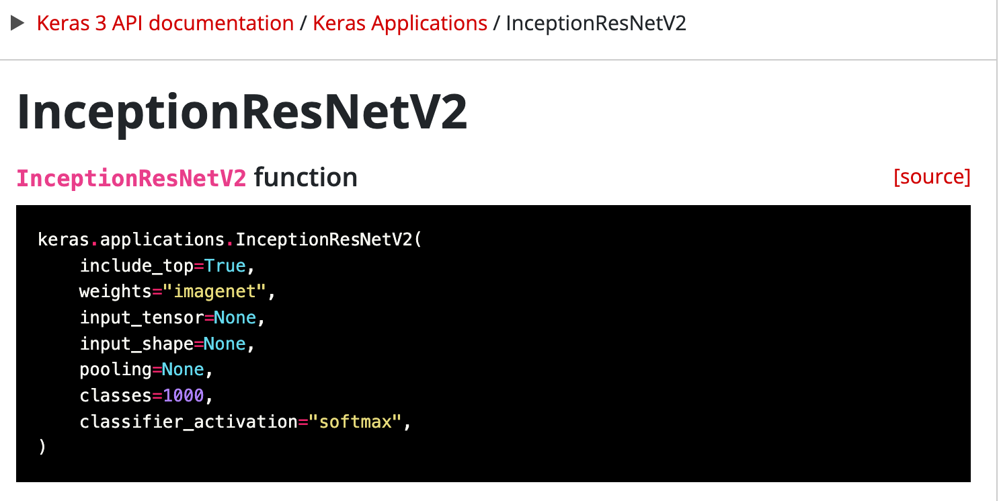 Keras 3 API documentation / Keras Applications / InceptionResNetV2
InceptionResNetV2
InceptionResNetV2 function
[source]
keras.applications.InceptionResNetV2(
    include_top=True,
    weights="imagenet",
    input_tensor=None,
    input_shape=None,
    pooling=None,
    classes=1000,
    classifier_activation="softmax",
)